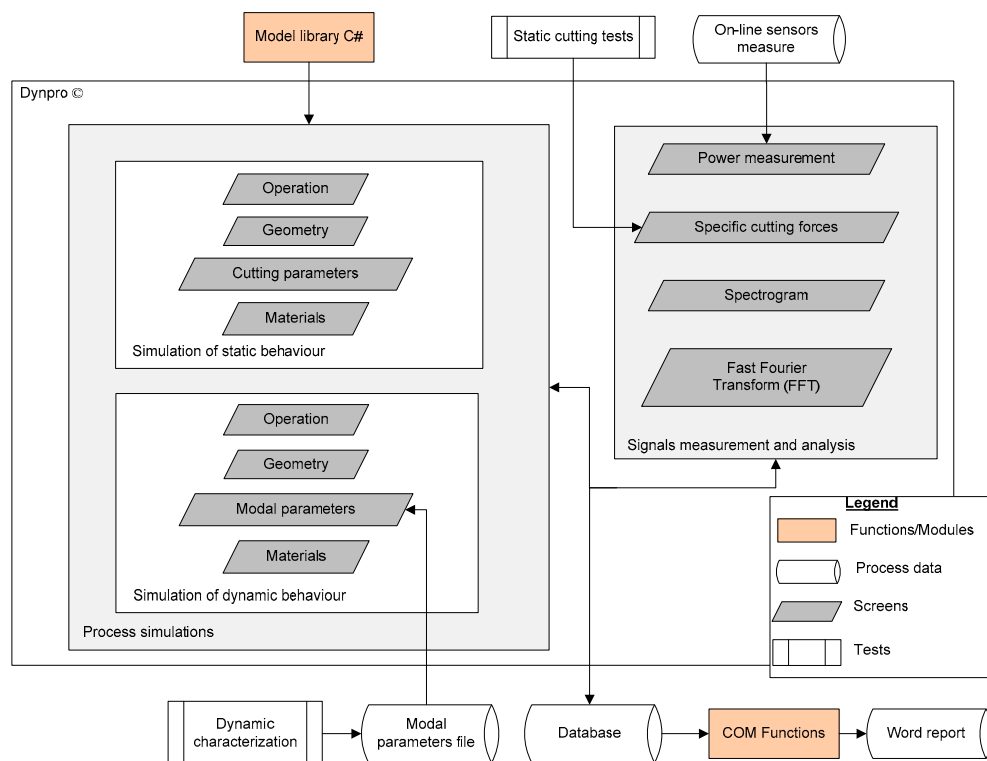 Model library C#
Static cutting tests
On-line sensors
measure
Dynpro ©
Operation
Geometry
Cutting parameters
Materials
Simulation of static behaviour
Operation
Geometry
Modal parameters
Materials
Simulation of dynamic behaviour
Process simulations
Power measurement
Specific cutting forces
Spectrogram
Fast Fourier
Transform (FFT)
Signals measurement and analysis
Legend
Functions/Modules
Process data
Screens
Tests
Dynamic
characterization
Modal
parameters file
Database
COM Functions
Word report